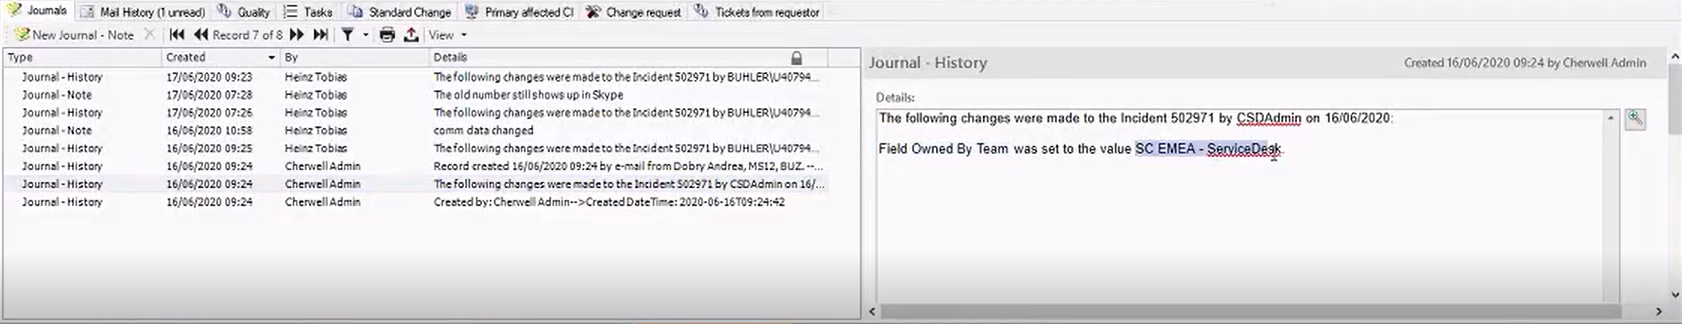 Journals Mail History (1 unread) Quality Tasks Standard Change Primary affected CI Change request Tickets from requestor
New Journal - Note Record 7 of 8 View
Type Created By Details
Journal - History 17/06/2020 09:23 Heinz Tobias The following changes were made to the Incident 502971 by BUHLER\U40794...
Journal - Note 17/06/2020 07:28 Heinz Tobias The old number still shows up in Skype
Journal - History 17/06/2020 07:26 Heinz Tobias The following changes were made to the Incident 502971 by BUHLER\U40794...
Journal - Note 16/06/2020 10:58 Heinz Tobias comm data changed
Journal - History 16/06/2020 09:25 Heinz Tobias The following changes were made to the Incident 502971 by BUHLER\U40794...
Journal - History 16/06/2020 09:24 Cherwell Admin Record created 16/06/2020 09:24 by e-mail from Dobry Andrea, MS12, BUZ. --...
Journal - History 16/06/2020 09:24 Cherwell Admin The following changes were made to the Incident 502971 by CSDAdmin on 16/...
Journal - History 16/06/2020 09:24 Cherwell Admin Created by: Cherwell Admin-->CreatedDateTime: 2020-06-16T09:24:42
Journal - History Created 16/06/2020 09:24 by Cherwell Admin
Details:
The following changes were made to the Incident 502971 by CSDAdmin on 16/06/2020:
Field Owned By Team was set to the value SC EMEA - ServiceDesk.